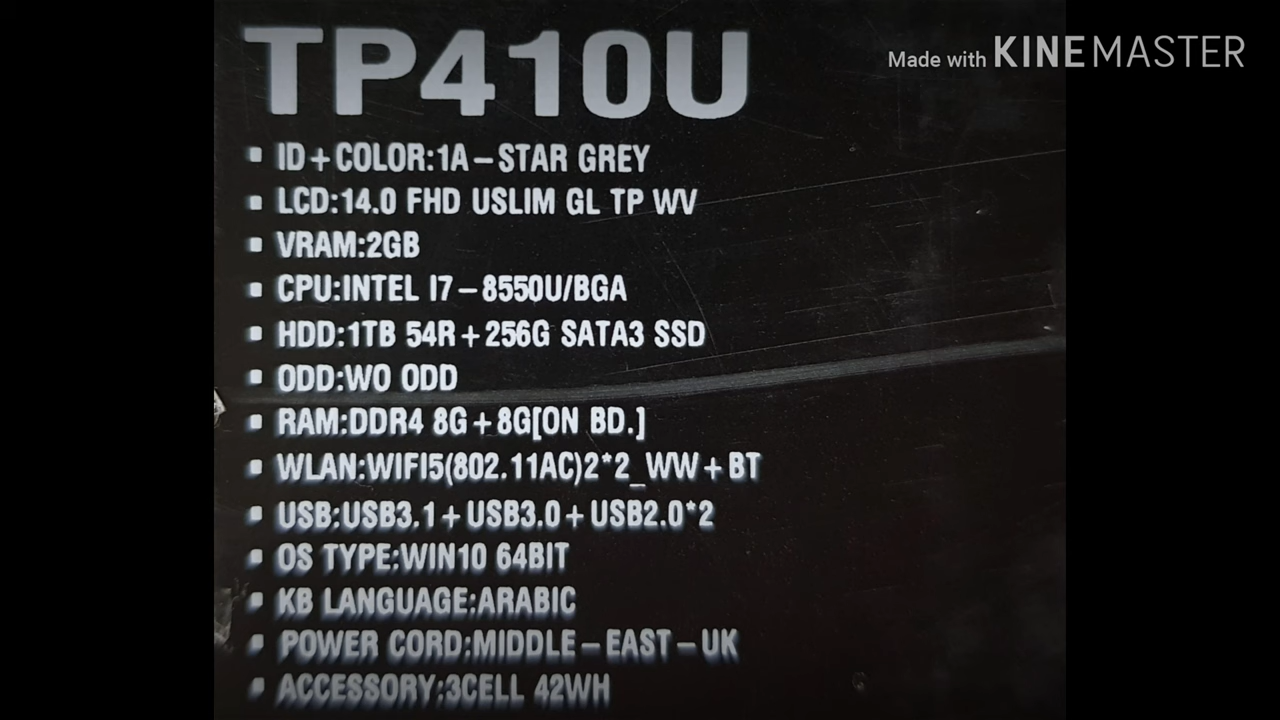 TP410U
Made with KINEMASTER
▪ ID+COLOR:1A-STAR GREY
▪ LCD:14.0 FHD USLIM GL TP WV
▪ VRAM:2GB
▪ CPU:INTEL I7-8550U/BGA
▪ HDD:1TB 54R+256G SATA3 SSD
▪ ODD:WO ODD
▪ RAM:DDR4 8G+8G[ON BD.]
▪ WLAN:WIFI5(802.11AC)2*2_WW+BT
▪ USB:USB3.1+USB3.0+USB2.0*2
▪ OS TYPE:WIN10 64BIT
▪ KB LANGUAGE:ARABIC
▪ POWER CORD:MIDDLE-EAST-UK
▪ ACCESSORY:3CELL 42WH